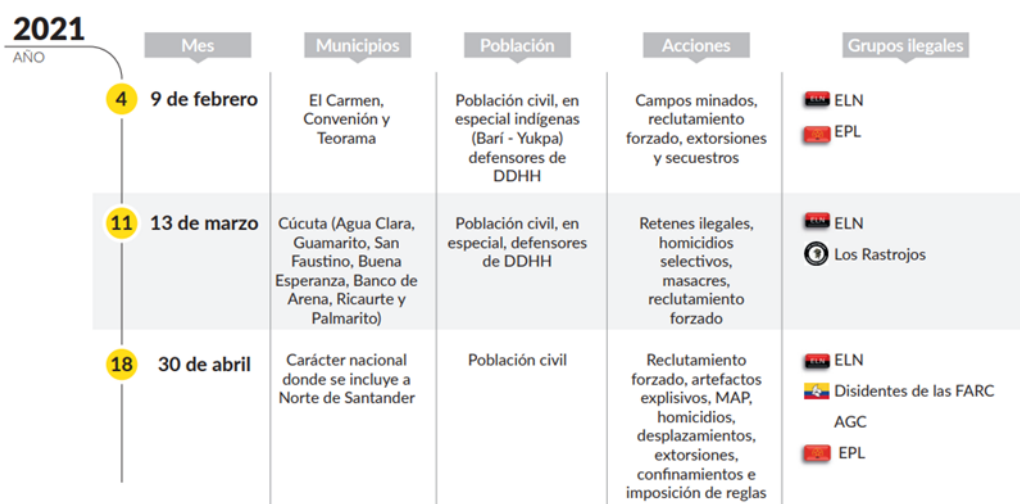 2021
AÑO
Mes
Municipios
Población
Acciones
Grupos ilegales
4
9 de febrero
El Carmen,
Convenión y
Teorama
Población civil, en
especial indígenas
(Barí - Yukpa)
defensores de
DDHH
Campos minados,
reclutamiento
forzado, extorsiones
y secuestros
ELN
EPL
11
13 de marzo
Cúcuta (Agua Clara,
Guamarito, San
Faustino, Buena
Esperanza, Banco de
Arena, Ricaurte y
Palmarito)
Población civil, en
especial, defensores
de DDHH
Retenes ilegales,
homicidios
selectivos,
masacres,
reclutamiento
forzado
ELN
Los Rastrojos
18
30 de abril
Carácter nacional
donde se incluye a
Norte de Santander
Población civil
Reclutamiento
forzado, artefactos
explosivos, MAP,
homicidios,
desplazamientos,
extorsiones,
confinamientos e
imposición de reglas
ELN
Disidentes de las FARC
AGC
EPL